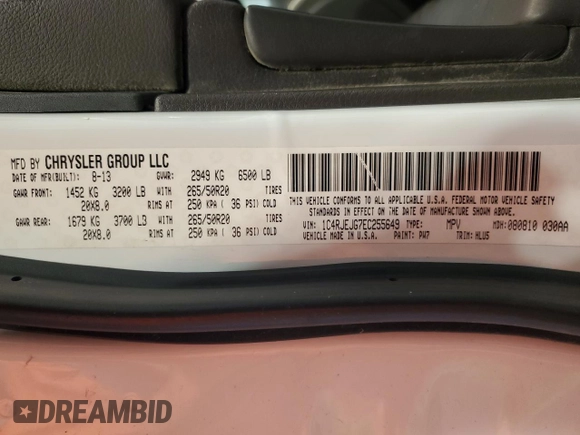 MFD BY CHRYSLER GROUP LLC
DATE OF MFR(BUILT): 8-13 GVWR: 2949 KG 6500 LB
GAWR FRONT: 1452 KG 3200 LB WITH 265/50R20 TIRES
20X8.0 RIMS AT 250 KPA ( 36 PSI) COLD
GAWR REAR: 1679 KG 3700 LB WITH 265/50R20 TIRES
20X8.0 RIMS AT 250 KPA ( 36 PSI) COLD
THIS VEHICLE CONFORMS TO ALL APPLICABLE U.S.A. FEDERAL MOTOR VEHICLE SAFETY
STANDARDS IN EFFECT ON THE DATE OF MANUFACTURE SHOWN ABOVE.
VIN: 1C4RJEJG7EC255649 TYPE: MPV MDH:080810 030AA
VEHICLE MADE IN U.S.A. PAINT: PW7 TRIM: HLU5
DREAMBID